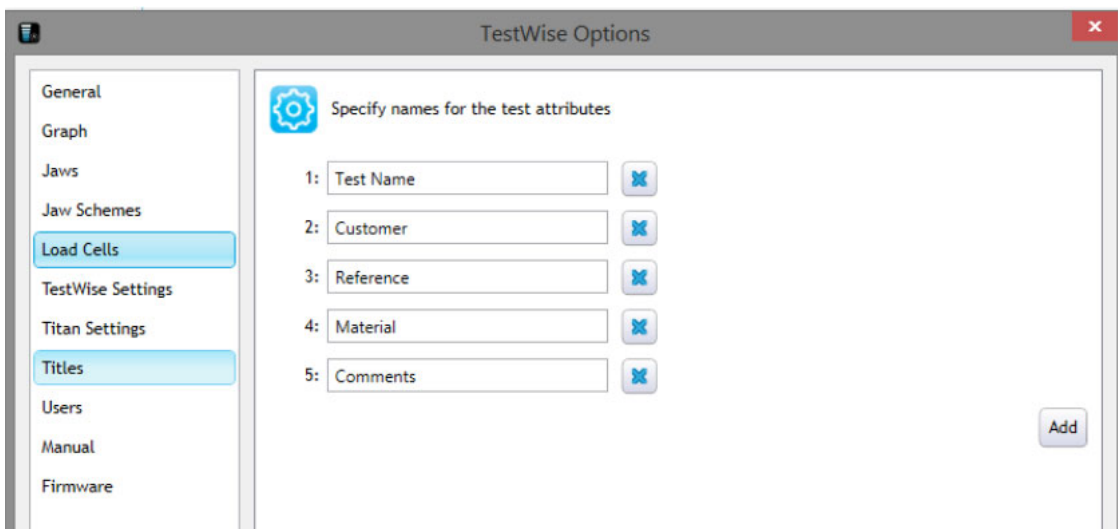 TestWise Options
General
Graph
Jaws
Jaw Schemes
Load Cells
TestWise Settings
Titan Settings
Titles
Users
Manual
Firmware
Specify names for the test attributes
1: Test Name
2: Customer
3: Reference
4: Material
5: Comments
Add